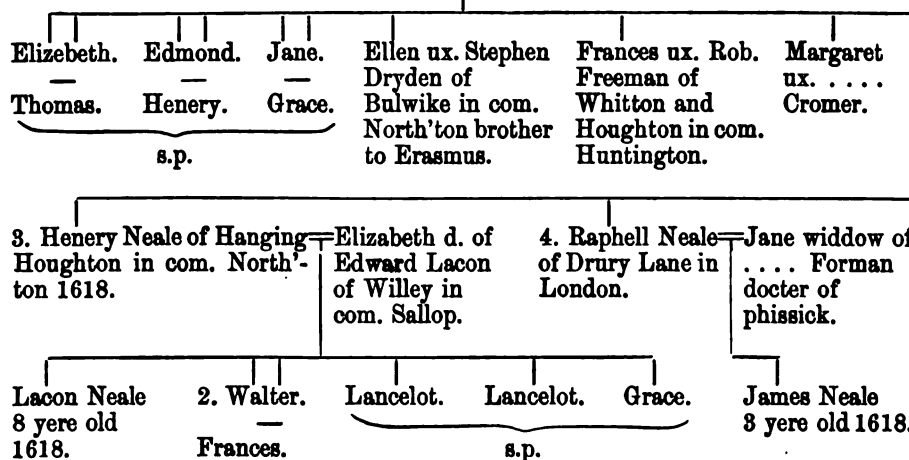 Elizebeth.
—
Thomas.
Edmond.
—
Henery.
Jane.
—
Grace.
s.p.
Ellen ux. Stephen
Dryden of
Bulwike in com.
North'ton brother
to Erasmus.
Frances ux. Rob.
Freeman of
Whitton and
Houghton in com.
Huntington.
Margaret
ux. . . . . .
Cromer.
3. Henery Neale of Hanging
Houghton in com. North'-
ton 1618.
Elizabeth d. of
Edward Lacon
of Willey in
com. Sallop.
4. Raphell Neale
of Drury Lane in
London.
Jane widdow of
. . . . Forman
docter of
phissick.
Lacon Neale
8 yere old
1618.
2. Walter.
—
Frances.
Lancelot.
Lancelot.
Grace.
s.p.
James Neale
3 yere old 1618.